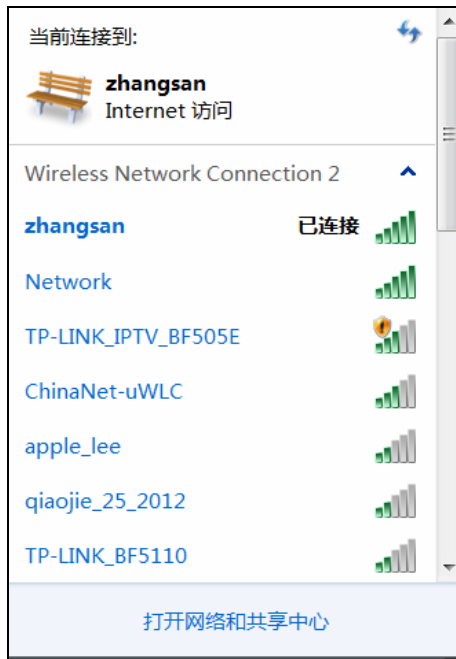 当前连接到:
zhangsan
Internet 访问
Wireless Network Connection 2
zhangsan 已连接
Network
TP-LINK_IPTV_BF505E
ChinaNet-uWLC
apple_lee
qiaojie_25_2012
TP-LINK_BF5110
打开网络和共享中心